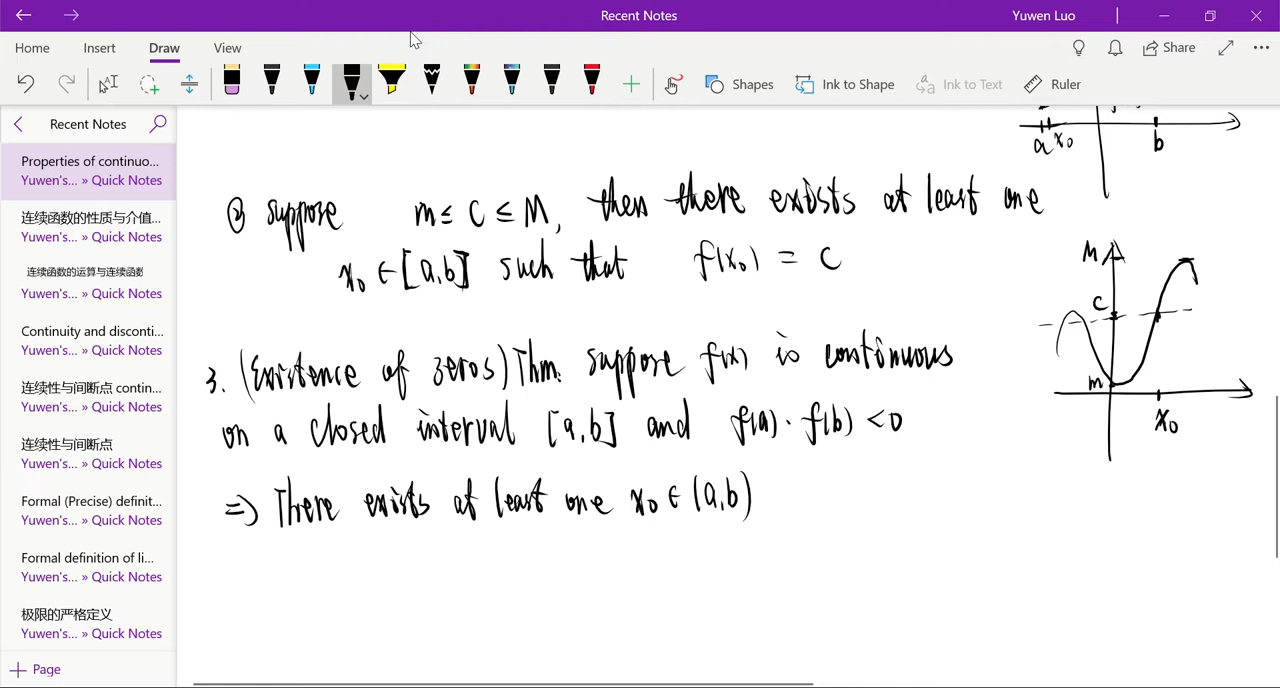 Recent Notes
Yuwen Luo
Home Insert Draw View
Share
Shapes
Ink to Shape
Ink to Text
Ruler
Recent Notes
Properties of continuo...
Yuwen's... » Quick Notes
连续函数的性质与介值...
Yuwen's... » Quick Notes
连续函数的运算与连续函数
Yuwen's... » Quick Notes
Continuity and disconti...
Yuwen's... » Quick Notes
连续性与间断点 contin...
Yuwen's... » Quick Notes
连续性与间断点
Yuwen's... » Quick Notes
Formal (Precise) definit...
Yuwen's... » Quick Notes
Formal definition of li...
Yuwen's... » Quick Notes
极限的严格定义
Yuwen's... » Quick Notes
Page
a x₀ b
② suppose m ≤ C ≤ M, then there exists at least one
x₀ ∈ [a,b] such that f(x₀) = C
3. (Existence of zeros) Thm: suppose f(x) is continuous
on a closed interval [a,b] and f(a) · f(b) < 0
=> There exists at least one x₀ ∈ (a,b)
M
C
m
x₀